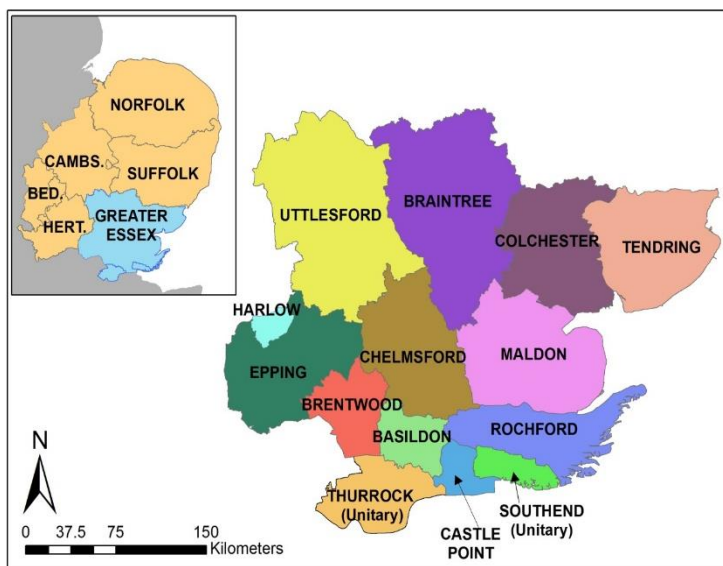 NORFOLK
CAMBS.
SUFFOLK
BED.
HERT.
GREATER
ESSEX
UTTLESFORD
BRAINTREE
COLCHESTER
TENDRING
HARLOW
EPPING
CHELMSFORD
MALDON
BRENTWOOD
BASILDON
ROCHFORD
THURROCK
(Unitary)
CASTLE
POINT
SOUTHEND
(Unitary)
N
0 37.5 75 150
Kilometers